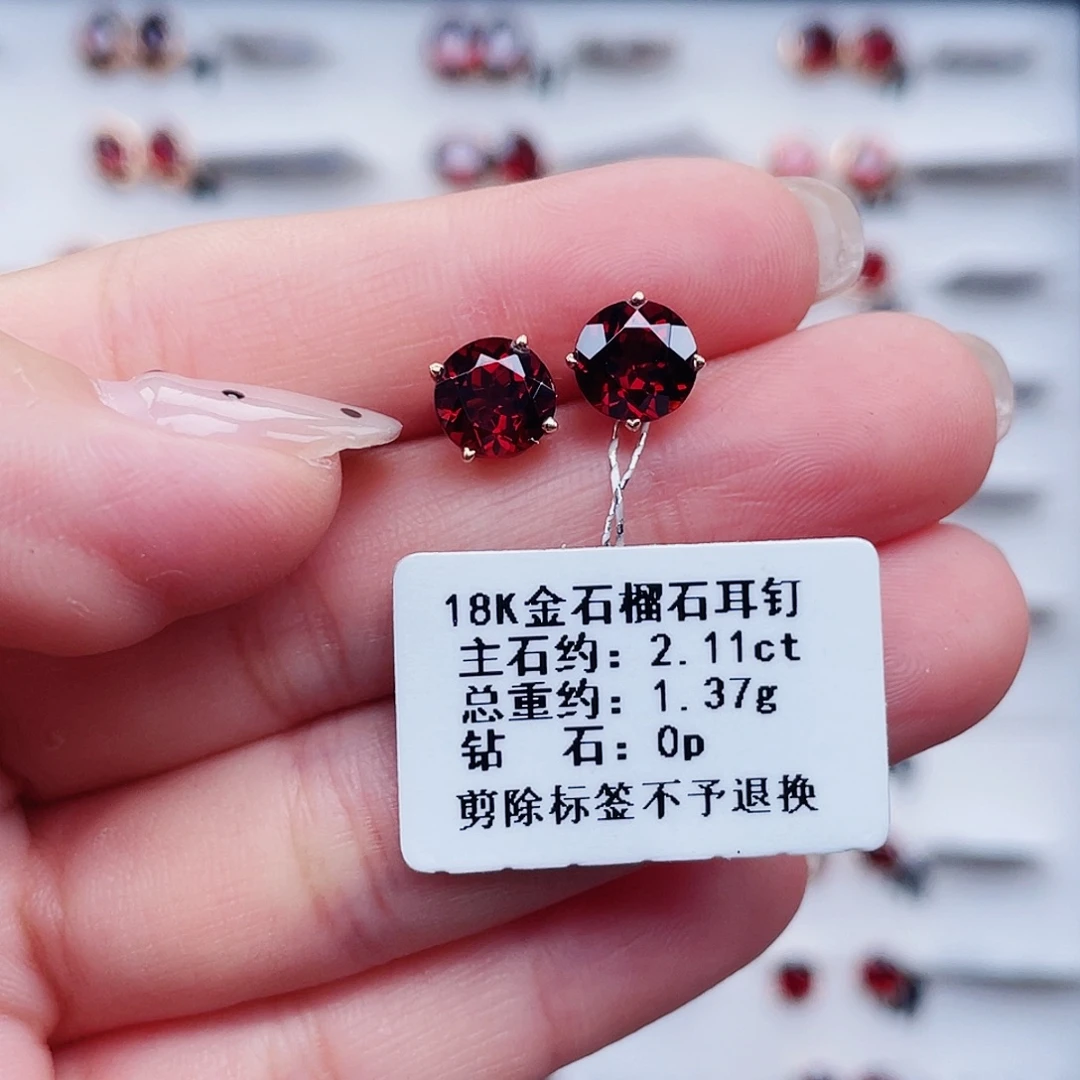 18K金石榴石耳钉
主石约：2.11ct
总重约：1.37g
钻 石：0p
剪除标签不予退换